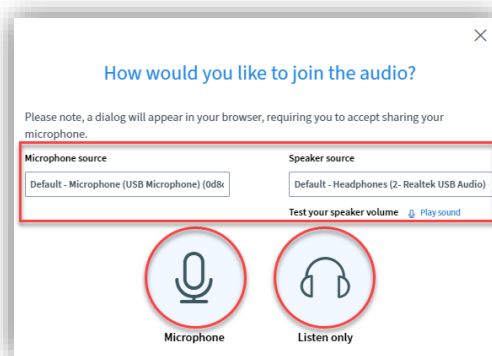 How would you like to join the audio?
Please note, a dialog will appear in your browser, requiring you to accept sharing your
microphone.
Microphone source
Speaker source
Default - Microphone (USB Microphone) (0d8
Default - Headphones (2- Realtek USB Audio)
Test your speaker volume Play sound
Microphone
Listen only